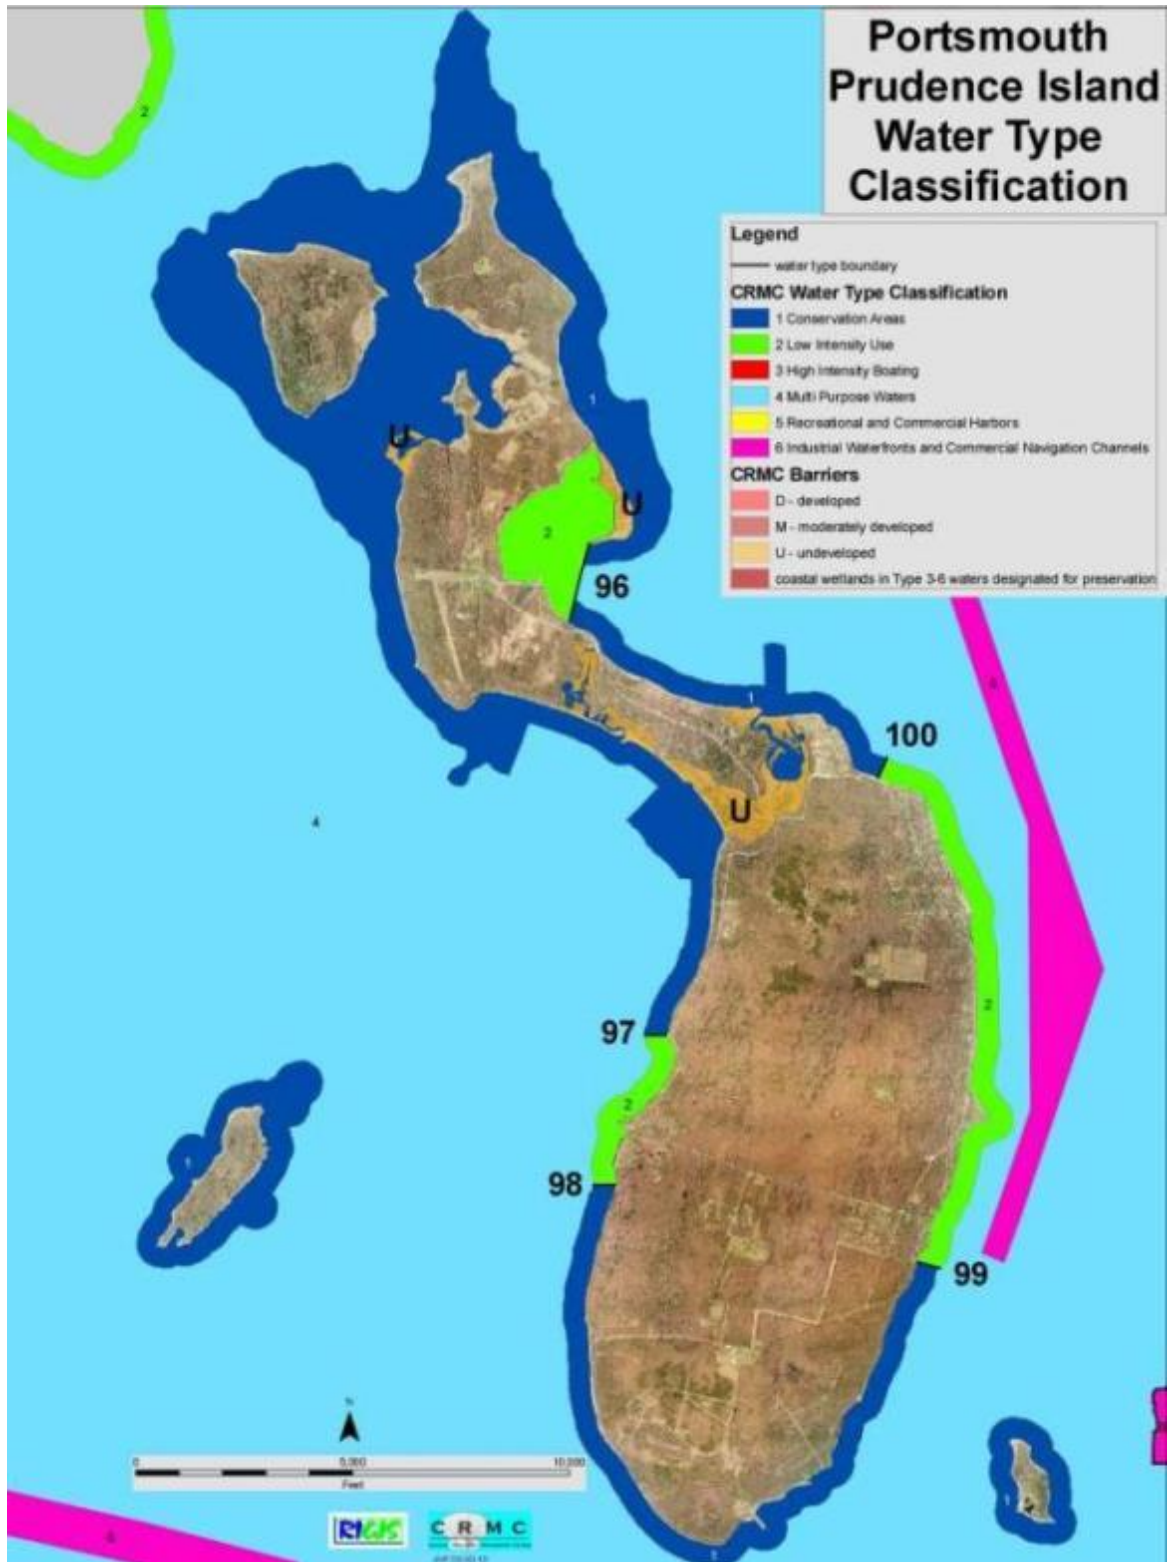 Portsmouth
Prudence Island
Water Type
Classification
Legend
water type boundary
CRMC Water Type Classification
1 Conservation Areas
2 Low Intensity Use
3 High Intensity Boating
4 Multi Purpose Waters
5 Recreational and Commercial Harbors
6 Industrial Waterfronts and Commercial Navigation Channels
CRMC Barriers
D - developed
M - moderately developed
U - undeveloped
coastal wetlands in Type 3-6 waters designated for preservation
2
1
U
U
2
96
6
1
100
U
4
2
97
2
1
98
99
N
0 5,000 10,000
Feet
1
RIGIS
CRMC
6
1